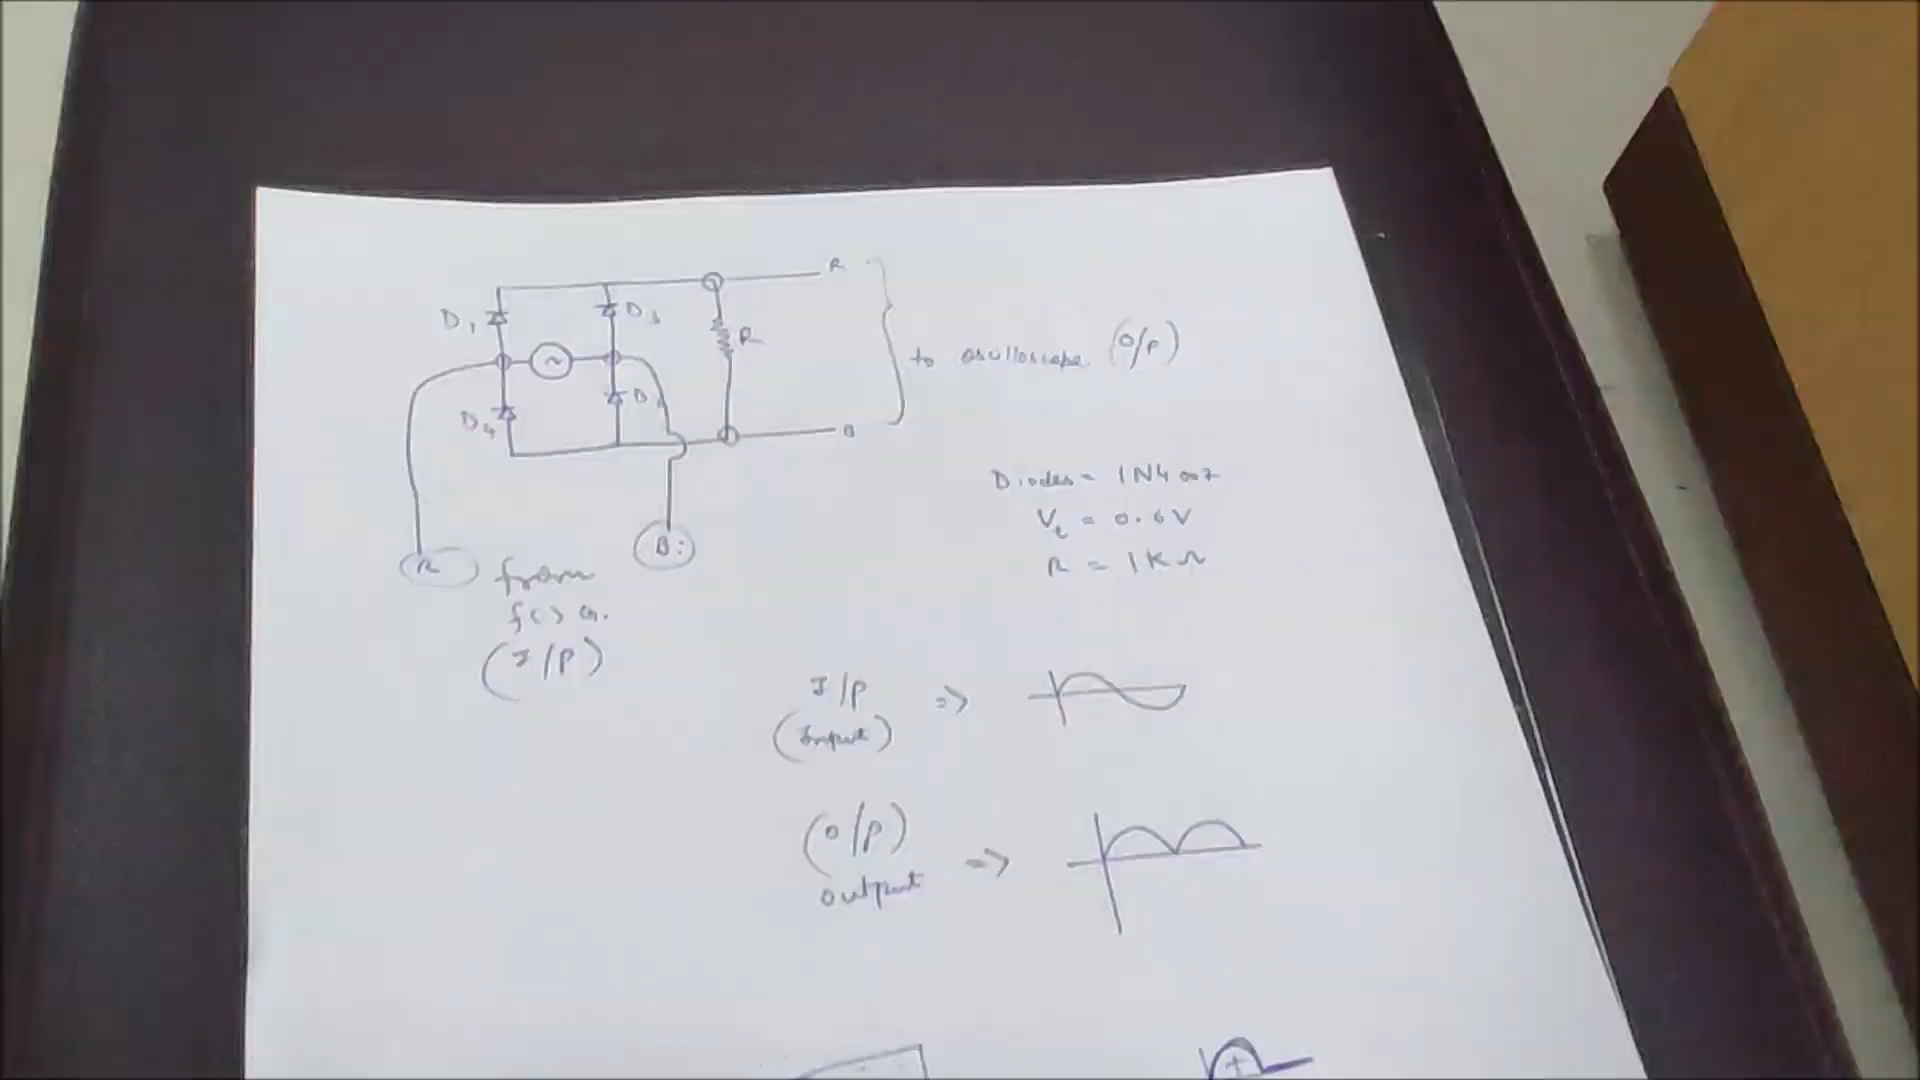 R
D₁
D₃
R
to oscilloscope (O/P)
D₄
D₂
B
Diodes = 1N4007
Vₜ = 0.6V
R = 1KΩ
R
B
from
f(x) G.
(I/P)
I/P =>
(Input)
(O/P) =>
output
+